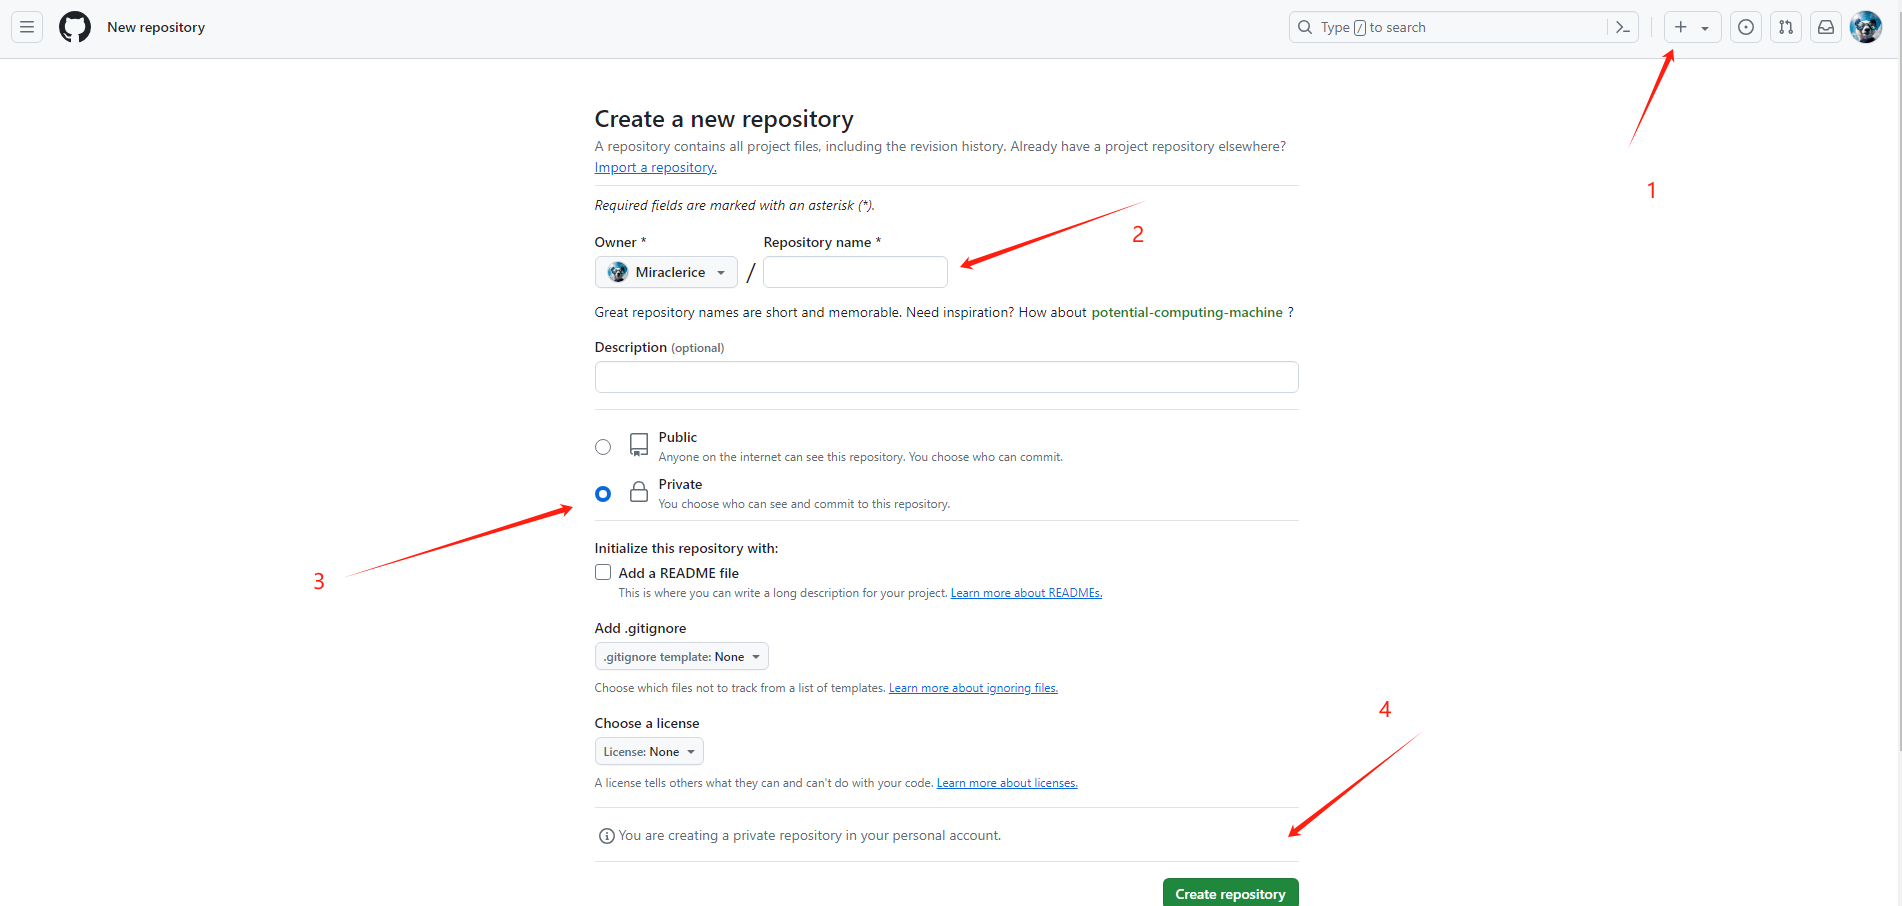 New repository
Type / to search
1
Create a new repository
A repository contains all project files, including the revision history. Already have a project repository elsewhere?
Import a repository.
Required fields are marked with an asterisk (*).
2
Owner * Repository name *
Miraclerice /
Great repository names are short and memorable. Need inspiration? How about potential-computing-machine ?
Description (optional)
Public
Anyone on the internet can see this repository. You choose who can commit.
Private
You choose who can see and commit to this repository.
3
Initialize this repository with:
Add a README file
This is where you can write a long description for your project. Learn more about READMEs.
Add .gitignore
.gitignore template: None
Choose which files not to track from a list of templates. Learn more about ignoring files.
4
Choose a license
License: None
A license tells others what they can and can't do with your code. Learn more about licenses.
You are creating a private repository in your personal account.
Create repository